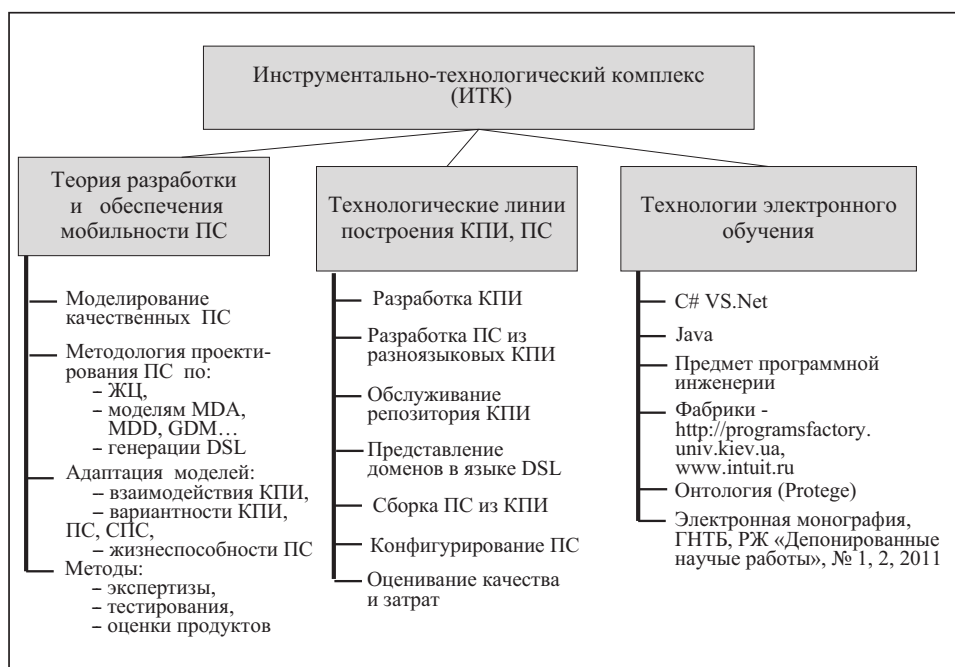 Инструментально-технологический комплекс
(ИТК)
Теория разработки
и обеспечения
мобильности ПС
Моделирование
качественных ПС
Методология проекти-
рования ПС по:
– ЖЦ,
– моделям MDA,
MDD, GDM...
– генерации DSL
Адаптация моделей:
– взаимодействия КПИ,
– вариантности КПИ,
ПС, СПС,
– жизнеспособности ПС
Методы:
– экспертизы,
– тестирования,
– оценки продуктов
Технологические линии
построения КПИ, ПС
Разработка КПИ
Разработка ПС из
разноязыковых КПИ
Обслуживание
репозитория КПИ
Представление
доменов в языке DSL
Сборка ПС из КПИ
Конфигурирование ПС
Оценивание качества
и затрат
Технологии электронного
обучения
C# VS.Net
Java
Предмет программной
инженерии
Фабрики -
http://programsfactory.
univ.kiev.ua,
www.intuit.ru
Онтология (Protege)
Электронная монография,
ГНТБ, РЖ «Депонированные
научые работы», № 1, 2, 2011